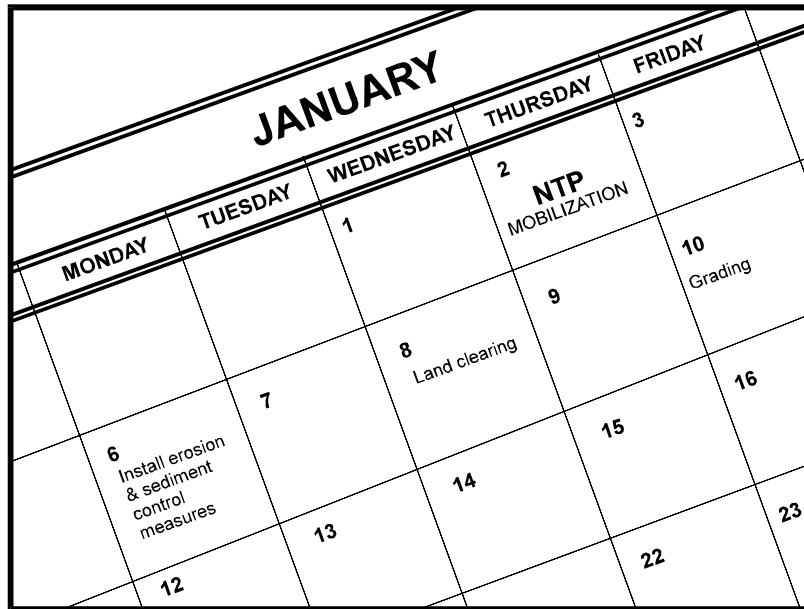 JANUARY
MONDAY TUESDAY WEDNESDAY THURSDAY FRIDAY
1
2
NTP
MOBILIZATION
3
6
Install erosion
& sediment
control
measures
7
8
Land clearing
9
10
Grading
12
13
14
15
16
22
23